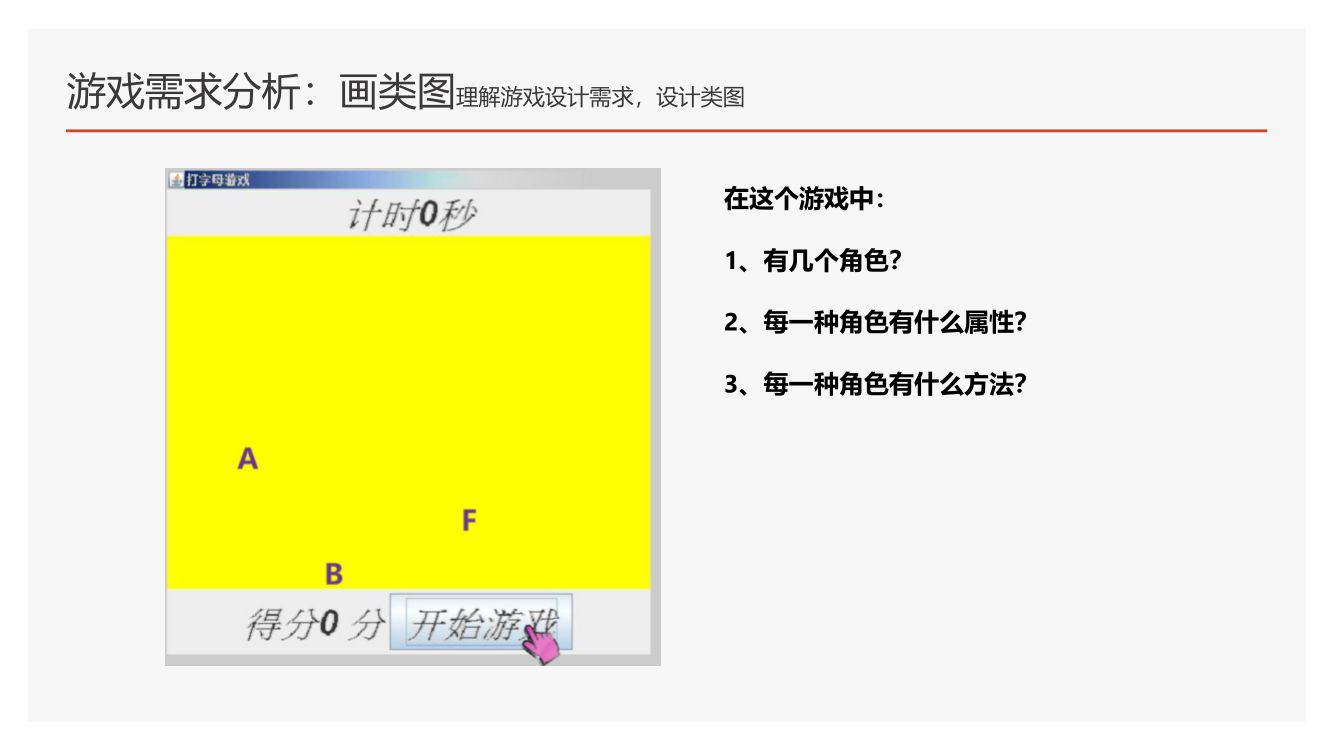 游戏需求分析：画类图理解游戏设计需求，设计类图
打字母游戏
计时0秒
A
F
B
得分0 分 开始游戏
在这个游戏中：
1、有几个角色？
2、每一种角色有什么属性？
3、每一种角色有什么方法？